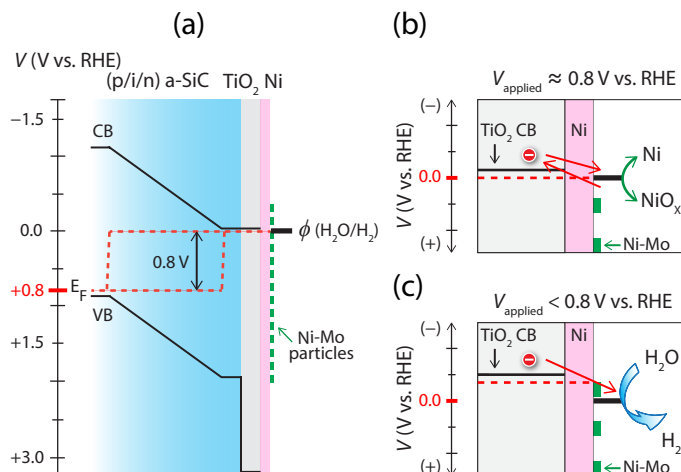 (a)
V (V vs. RHE)
(p/i/n) a-SiC TiO2 Ni
−1.5
CB
0.0
ϕ (H2O/H2)
0.8 V
+0.8
EF
VB
+1.5
Ni-Mo
particles
+3.0
(b)
Vapplied ≈ 0.8 V vs. RHE
(−)
Ni
TiO2 CB
V (V vs. RHE)
0.0
Ni
NiOX
(+)
Ni-Mo
(c)
Vapplied < 0.8 V vs. RHE
(−)
Ni
TiO2 CB
V (V vs. RHE)
H2O
0.0
H2
(+)
Ni-Mo